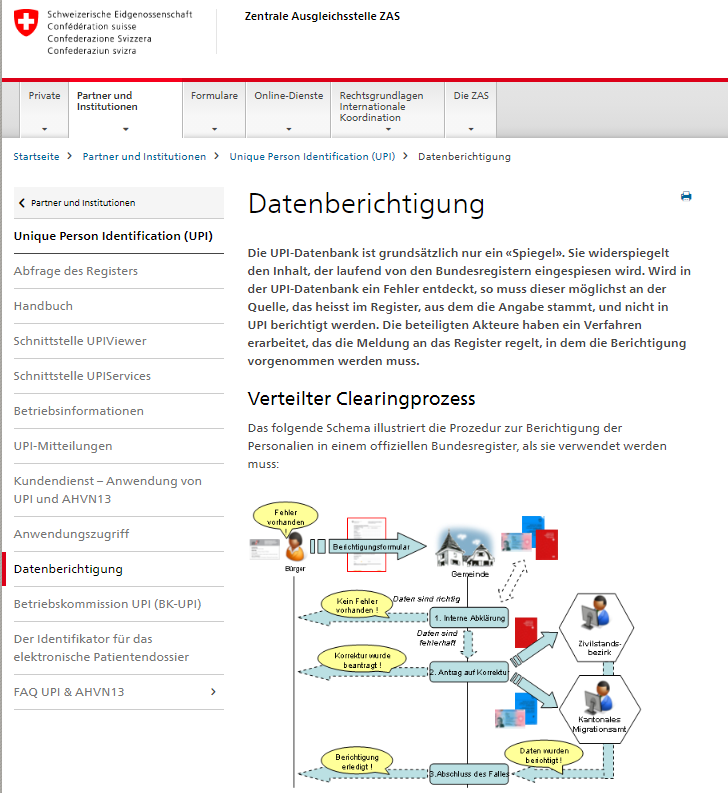 Schweizerische Eidgenossenschaft
Confédération suisse
Confederazione Svizzera
Confederaziun svizra
Zentrale Ausgleichsstelle ZAS
Private
Partner und
Institutionen
Formulare
Online-Dienste
Rechtsgrundlagen
Internationale
Koordination
Die ZAS
Startseite > Partner und Institutionen > Unique Person Identification (UPI) > Datenberichtigung
Partner und Institutionen
Unique Person Identification (UPI)
Abfrage des Registers
Handbuch
Schnittstelle UPIViewer
Schnittstelle UPIServices
Betriebsinformationen
UPI-Mitteilungen
Kundendienst – Anwendung von
UPI und AHVN13
Anwendungszugriff
Datenberichtigung
Betriebskommission UPI (BK-UPI)
Der Identifikator für das
elektronische Patientendossier
FAQ UPI & AHVN13
Datenberichtigung
Die UPI-Datenbank ist grundsätzlich nur ein «Spiegel». Sie widerspiegelt
den Inhalt, der laufend von den Bundesregistern eingespiesen wird. Wird in
der UPI-Datenbank ein Fehler entdeckt, so muss dieser möglichst an der
Quelle, das heisst im Register, aus dem die Angabe stammt, und nicht in
UPI berichtigt werden. Die beteiligten Akteure haben ein Verfahren
erarbeitet, das die Meldung an das Register regelt, in dem die Berichtigung
vorgenommen werden muss.
Verteilter Clearingprozess
Das folgende Schema illustriert die Prozedur zur Berichtigung der
Personalien in einem offiziellen Bundesregister, als sie verwendet werden
muss:
Fehler
vorhanden
!
Bürger
Berichtigungsformular
Gemeinde
Kein Fehler
vorhanden !
Daten sind richtig
1. Interne Abklärung
Daten sind
fehlerhaft
Korrektur wurde
beantragt !
2. Antrag auf Korrektur
Zivilstands-
bezirk
Kantonales
Migrationsamt
Daten wurden
berichtigt !
Berichtigung
erledigt !
3.Abschluss des Falles